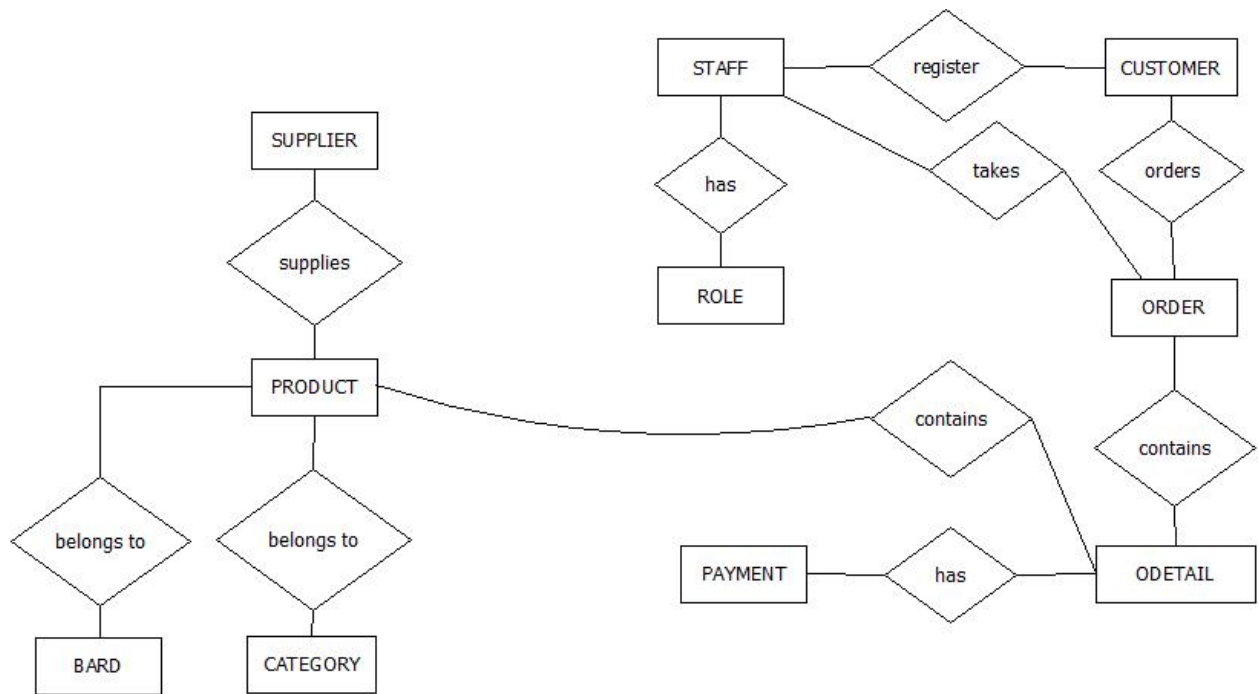 STAFF
register
CUSTOMER
SUPPLIER
has
takes
orders
supplies
ROLE
ORDER
PRODUCT
contains
contains
belongs to
belongs to
PAYMENT
has
ODETAIL
BARD
CATEGORY